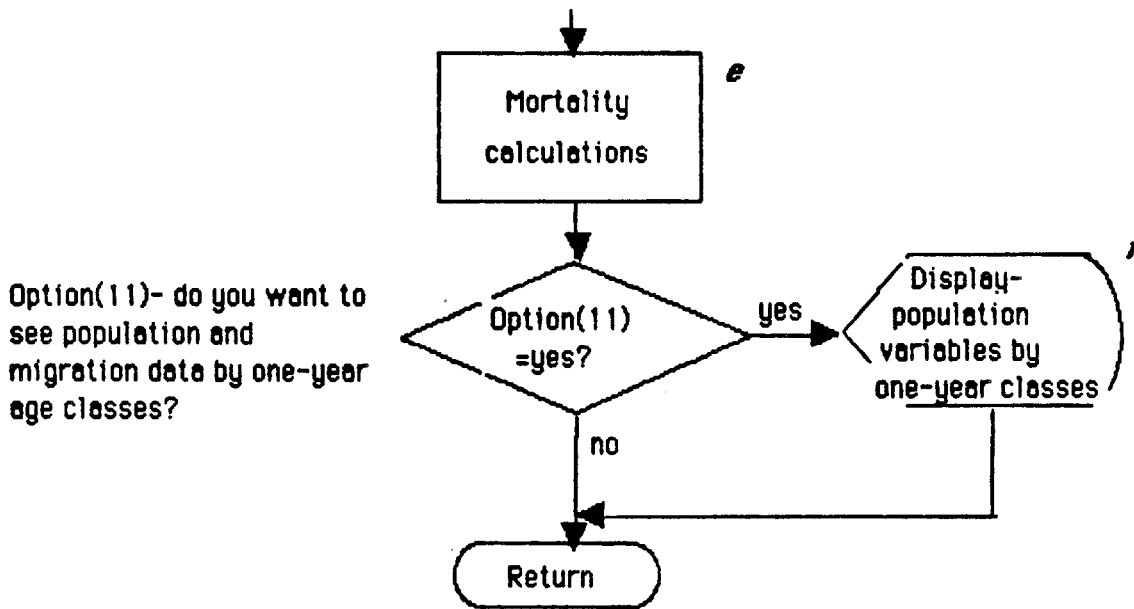 e
Mortality
calculations
Option(11)- do you want to
see population and
migration data by one-year
age classes?
Option(11)
=yes?
yes
Display-
population
variables by
one-year classes
no
Return